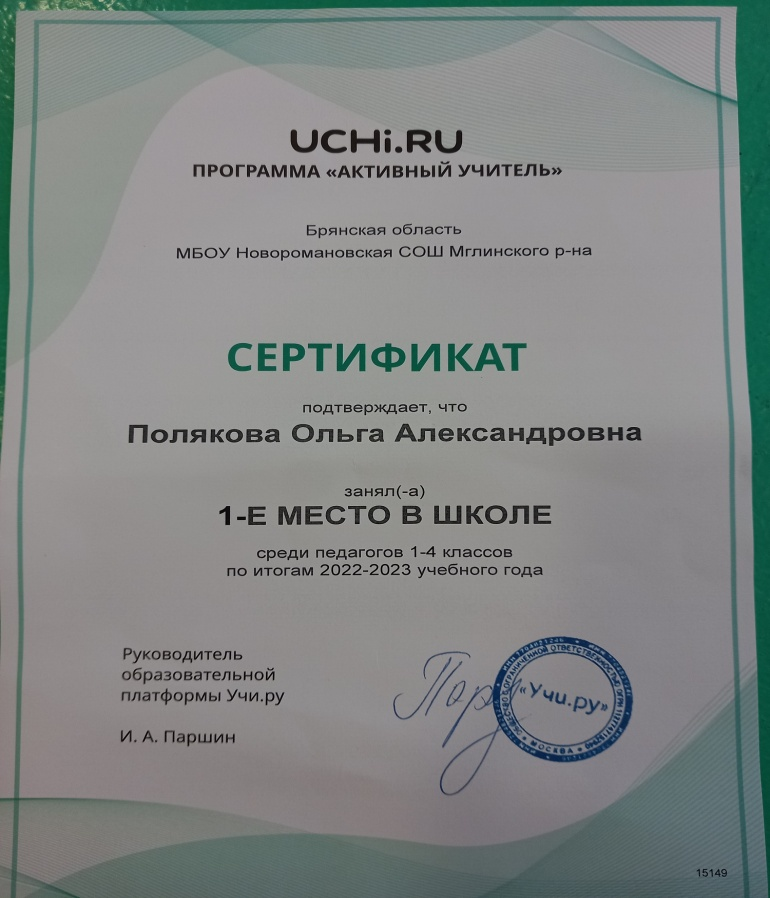 UCHi.RU
ПРОГРАММА «АКТИВНЫЙ УЧИТЕЛЬ»
Брянская область
МБОУ Новоромановская СОШ Мглинского р-на
СЕРТИФИКАТ
подтверждает, что
Полякова Ольга Александровна
занял(-а)
1-Е МЕСТО В ШКОЛЕ
среди педагогов 1-4 классов
по итогам 2022-2023 учебного года
Руководитель
образовательной
платформы Учи.ру
И. А. Паршин
«Учи.ру»
МОСКВА
15149